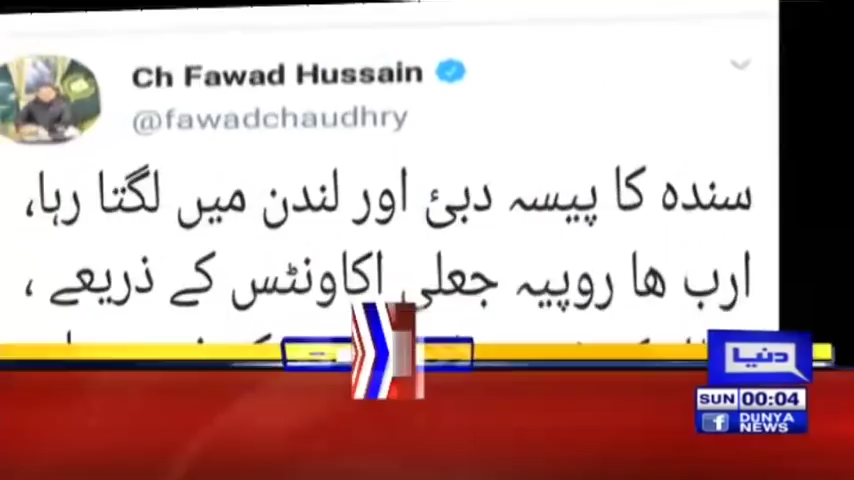 Ch Fawad Hussain
@fawadchaudhry
سندہ کا پیسہ دبئ اور لندن میں لگتا رہا،
ارب ھا روپیہ جعلی اکاونٹس کے ذریعے ،
دنیا
SUN 00:04
f DUNYA NEWS